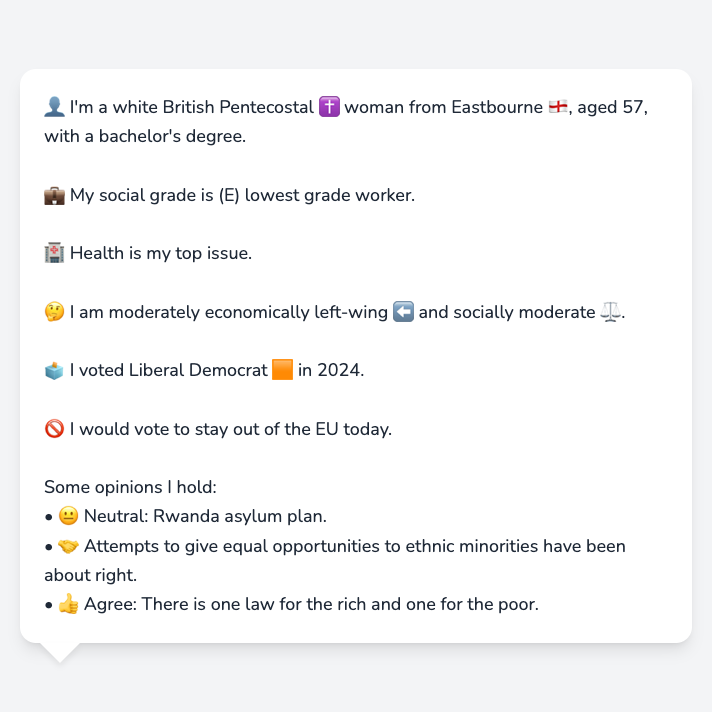 👤 I'm a white British Pentecostal ✝️ woman from Eastbourne 🏴󠁧󠁢󠁥󠁮󠁧󠁿, aged 57,
with a bachelor's degree.
💼 My social grade is (E) lowest grade worker.
🏥 Health is my top issue.
🤔 I am moderately economically left-wing ⬅️ and socially moderate ⚖️.
🗳️ I voted Liberal Democrat 🟧 in 2024.
🚫 I would vote to stay out of the EU today.
Some opinions I hold:
• 😐 Neutral: Rwanda asylum plan.
• 🤝 Attempts to give equal opportunities to ethnic minorities have been
about right.
• 👍 Agree: There is one law for the rich and one for the poor.